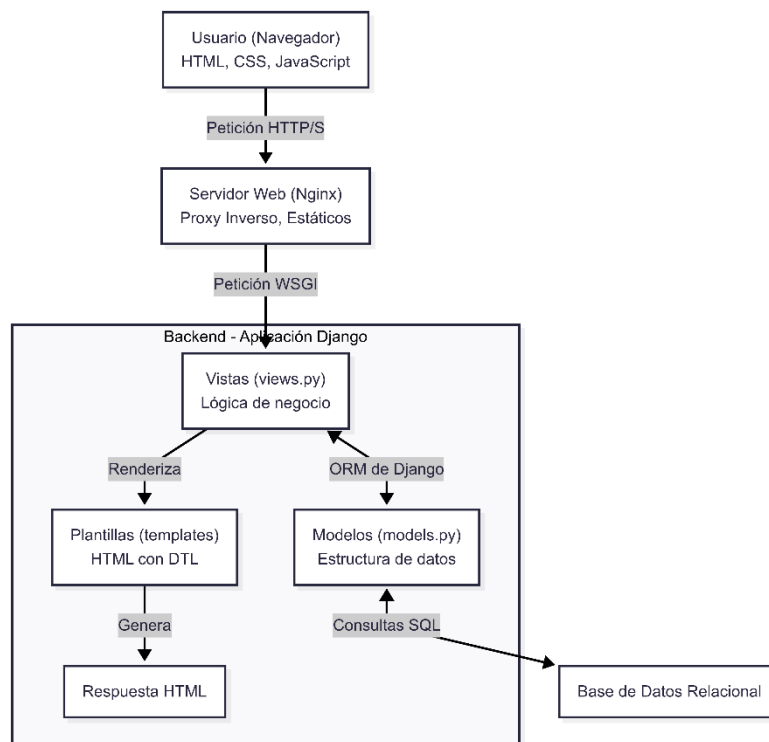 Usuario (Navegador)
HTML, CSS, JavaScript
Petición HTTP/S
Servidor Web (Nginx)
Proxy Inverso, Estáticos
Petición WSGI
Backend - Aplicación Django
Vistas (views.py)
Lógica de negocio
Renderiza
ORM de Django
Plantillas (templates)
HTML con DTL
Modelos (models.py)
Estructura de datos
Genera
Consultas SQL
Respuesta HTML
Base de Datos Relacional